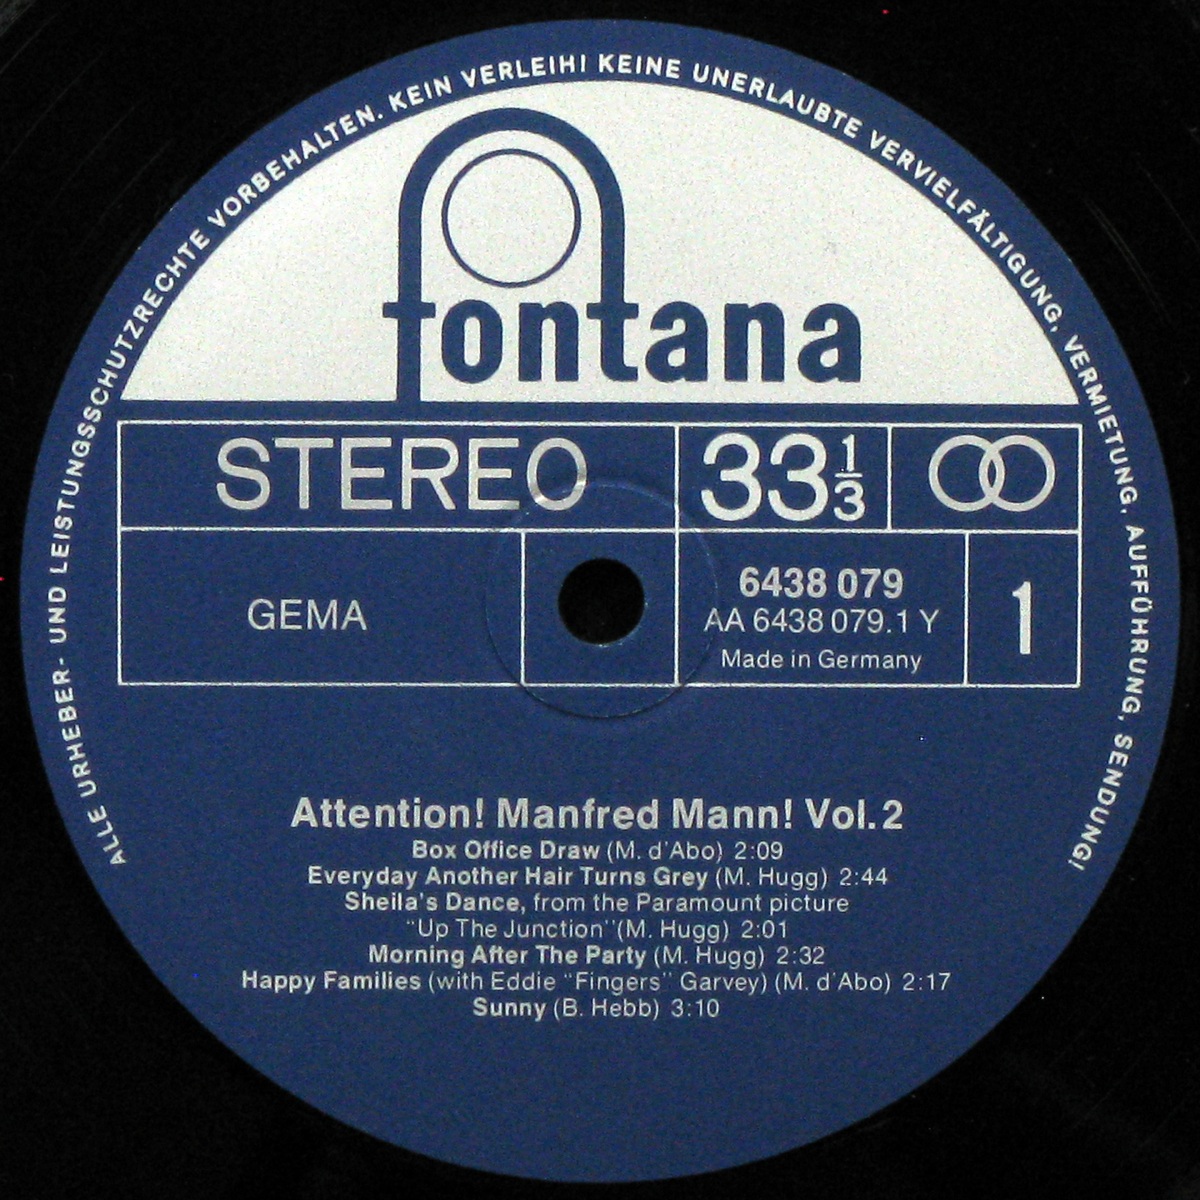 ALLE URHEBER- UND LEISTUNGSSCHUTZRECHTE VORBEHALTEN. KEIN VERLEIH! KEINE UNERLAUBTE VERVIELFÄLTIGUNG, VERMIETUNG, AUFFÜHRUNG, SENDUNG!
fontana
STEREO 33 1/3
GEMA
6438 079
AA 6438 079.1 Y
Made in Germany
1
Attention! Manfred Mann! Vol. 2
Box Office Draw (M. d'Abo) 2:09
Everyday Another Hair Turns Grey (M. Hugg) 2:44
Sheila's Dance, from the Paramount picture
"Up The Junction" (M. Hugg) 2:01
Morning After The Party (M. Hugg) 2:32
Happy Families (with Eddie "Fingers" Garvey) (M. d'Abo) 2:17
Sunny (B. Hebb) 3:10